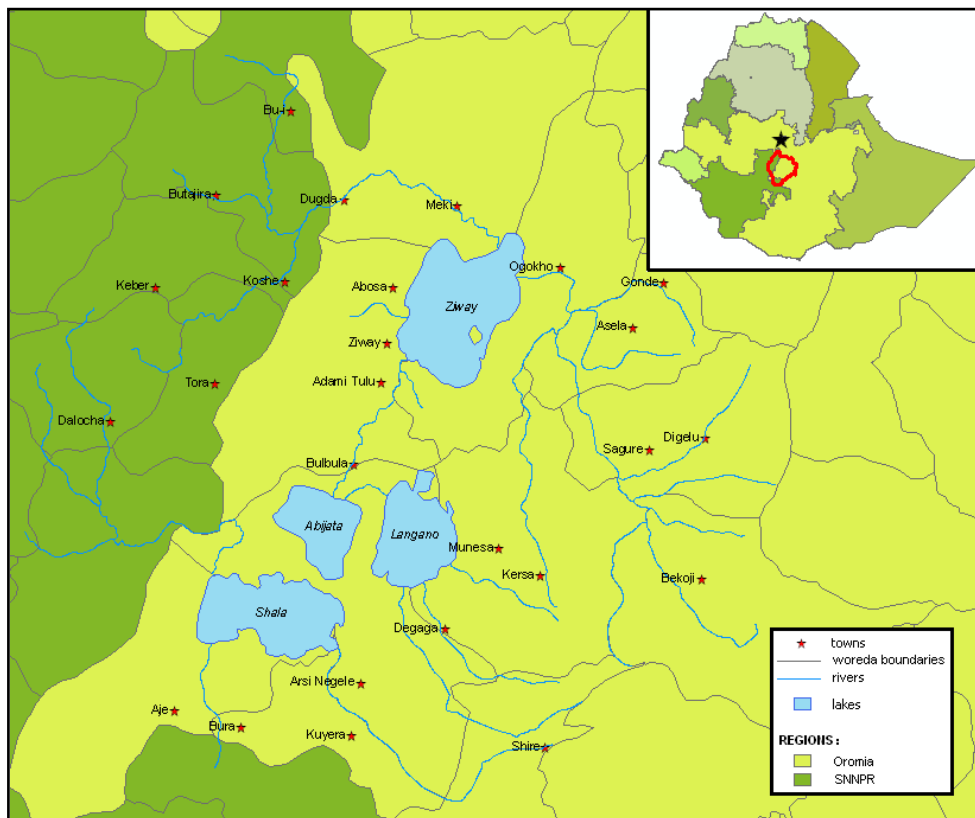 Bu-i
Butajira
Dugda
Meki
Ogokho
Gonde
Keber
Koshe
Abosa
Ziway
Asela
Ziway
Adami Tulu
Tora
Dalocha
Digelu
Sagure
Bulbula
Abijata
Langano
Munesa
Kersa
Bekoji
Shala
Degaga
Arsi Negele
Aje
Bura
Kuyera
Shire
towns
woreda boundaries
rivers
lakes
REGIONS:
Oromia
SNNPR